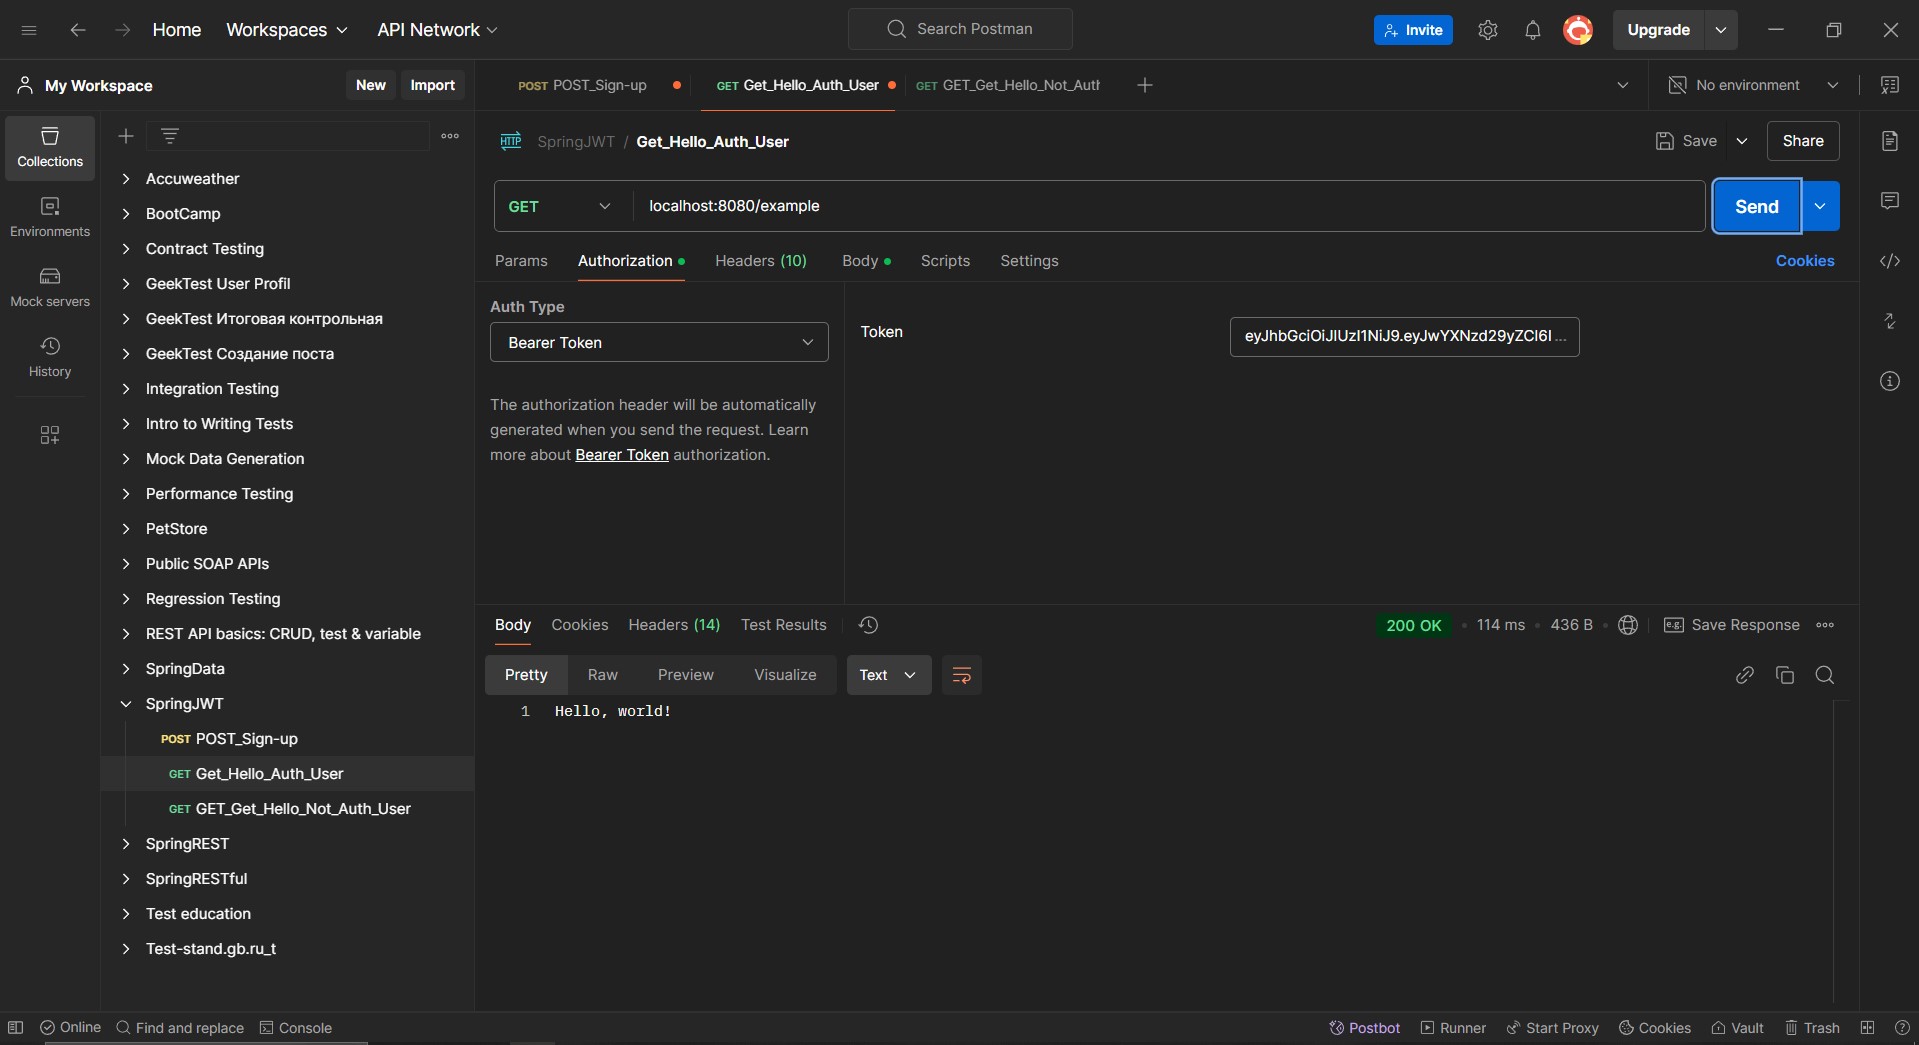 Home Workspaces API Network Search Postman Invite Upgrade
My Workspace New Import POST POST_Sign-up GET Get_Hello_Auth_User GET GET_Get_Hello_Not_Auth No environment
Collections
Environments
Mock servers
History
Accuweather
BootCamp
Contract Testing
GeekTest User Profil
GeekTest Итоговая контрольная
GeekTest Создание поста
Integration Testing
Intro to Writing Tests
Mock Data Generation
Performance Testing
PetStore
Public SOAP APIs
Regression Testing
REST API basics: CRUD, test & variable
SpringData
SpringJWT
POST POST_Sign-up
GET Get_Hello_Auth_User
GET GET_Get_Hello_Not_Auth_User
SpringREST
SpringRESTful
Test education
Test-stand.gb.ru_t
HTTP SpringJWT / Get_Hello_Auth_User Save Share
GET localhost:8080/example Send
Params Authorization Headers (10) Body Scripts Settings Cookies
Auth Type
Bearer Token
The authorization header will be automatically
generated when you send the request. Learn
more about Bearer Token authorization.
Token eyJhbGciOiJIUzI1NiJ9.eyJwYXNzd29yZCI6I ...
Body Cookies Headers (14) Test Results 200 OK 114 ms 436 B e.g. Save Response
Pretty Raw Preview Visualize Text
1 Hello, world!
Online Find and replace Console Postbot Runner Start Proxy Cookies Vault Trash